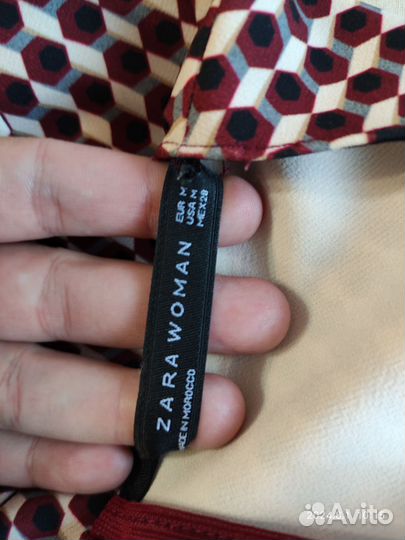 EUR M
USA M
MEX 28
ZARA WOMAN
MADE IN MOROCCO
Avito